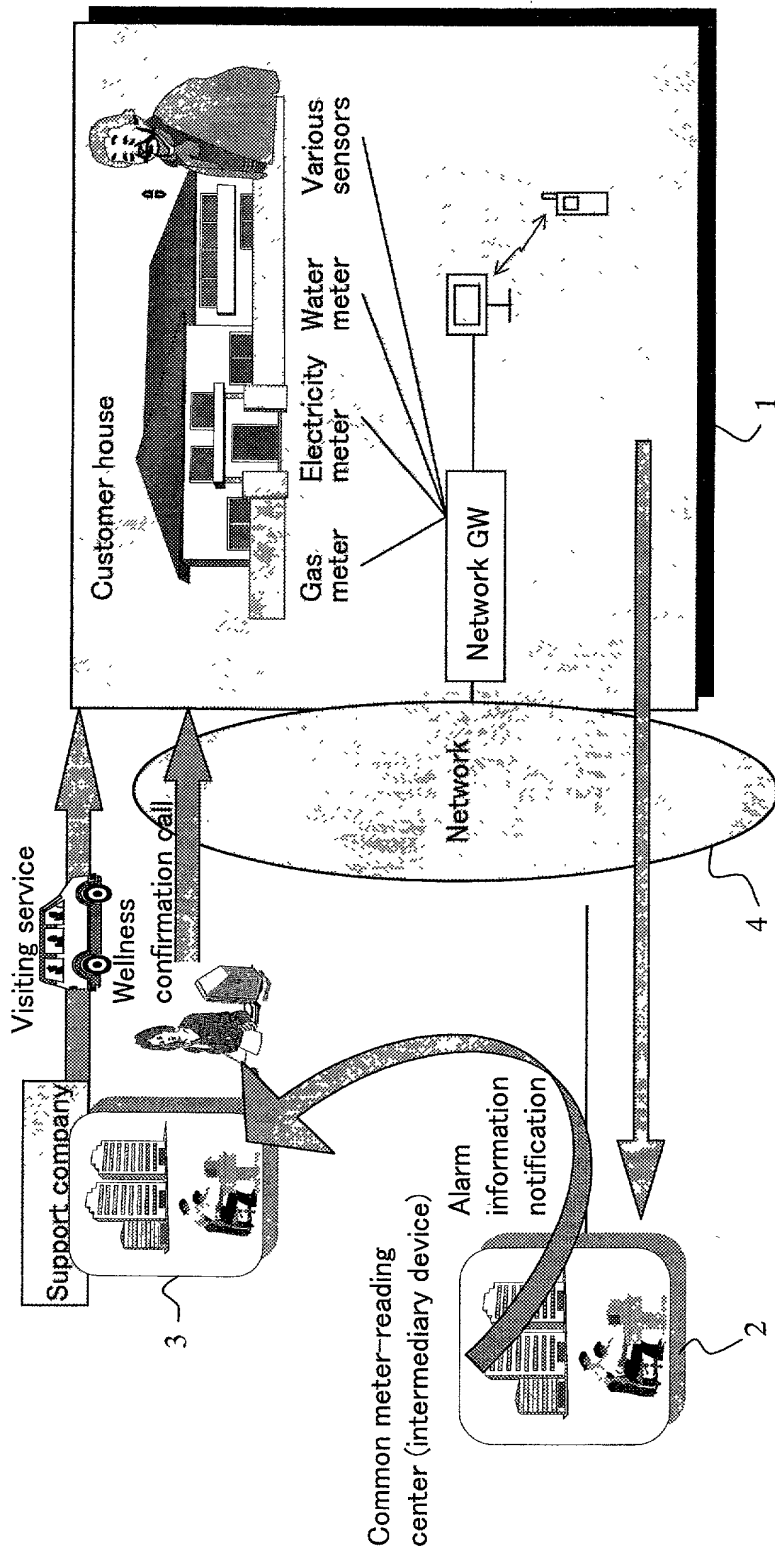 Visiting service
Support company
Wellness
confirmation call
3
Customer house
Gas
meter
Electricity
meter
Water
meter
Various
sensors
Network GW
Network
1
4
Common meter-reading
center (intermediary device)
Alarm
information
notification
2